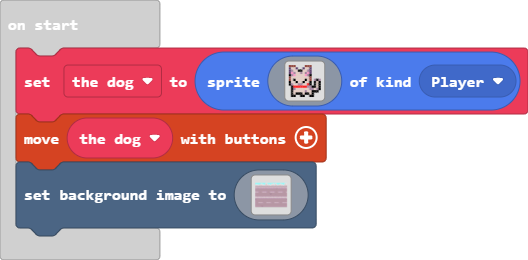 on start
set the dog to sprite of kind Player
move the dog with buttons
set background image to